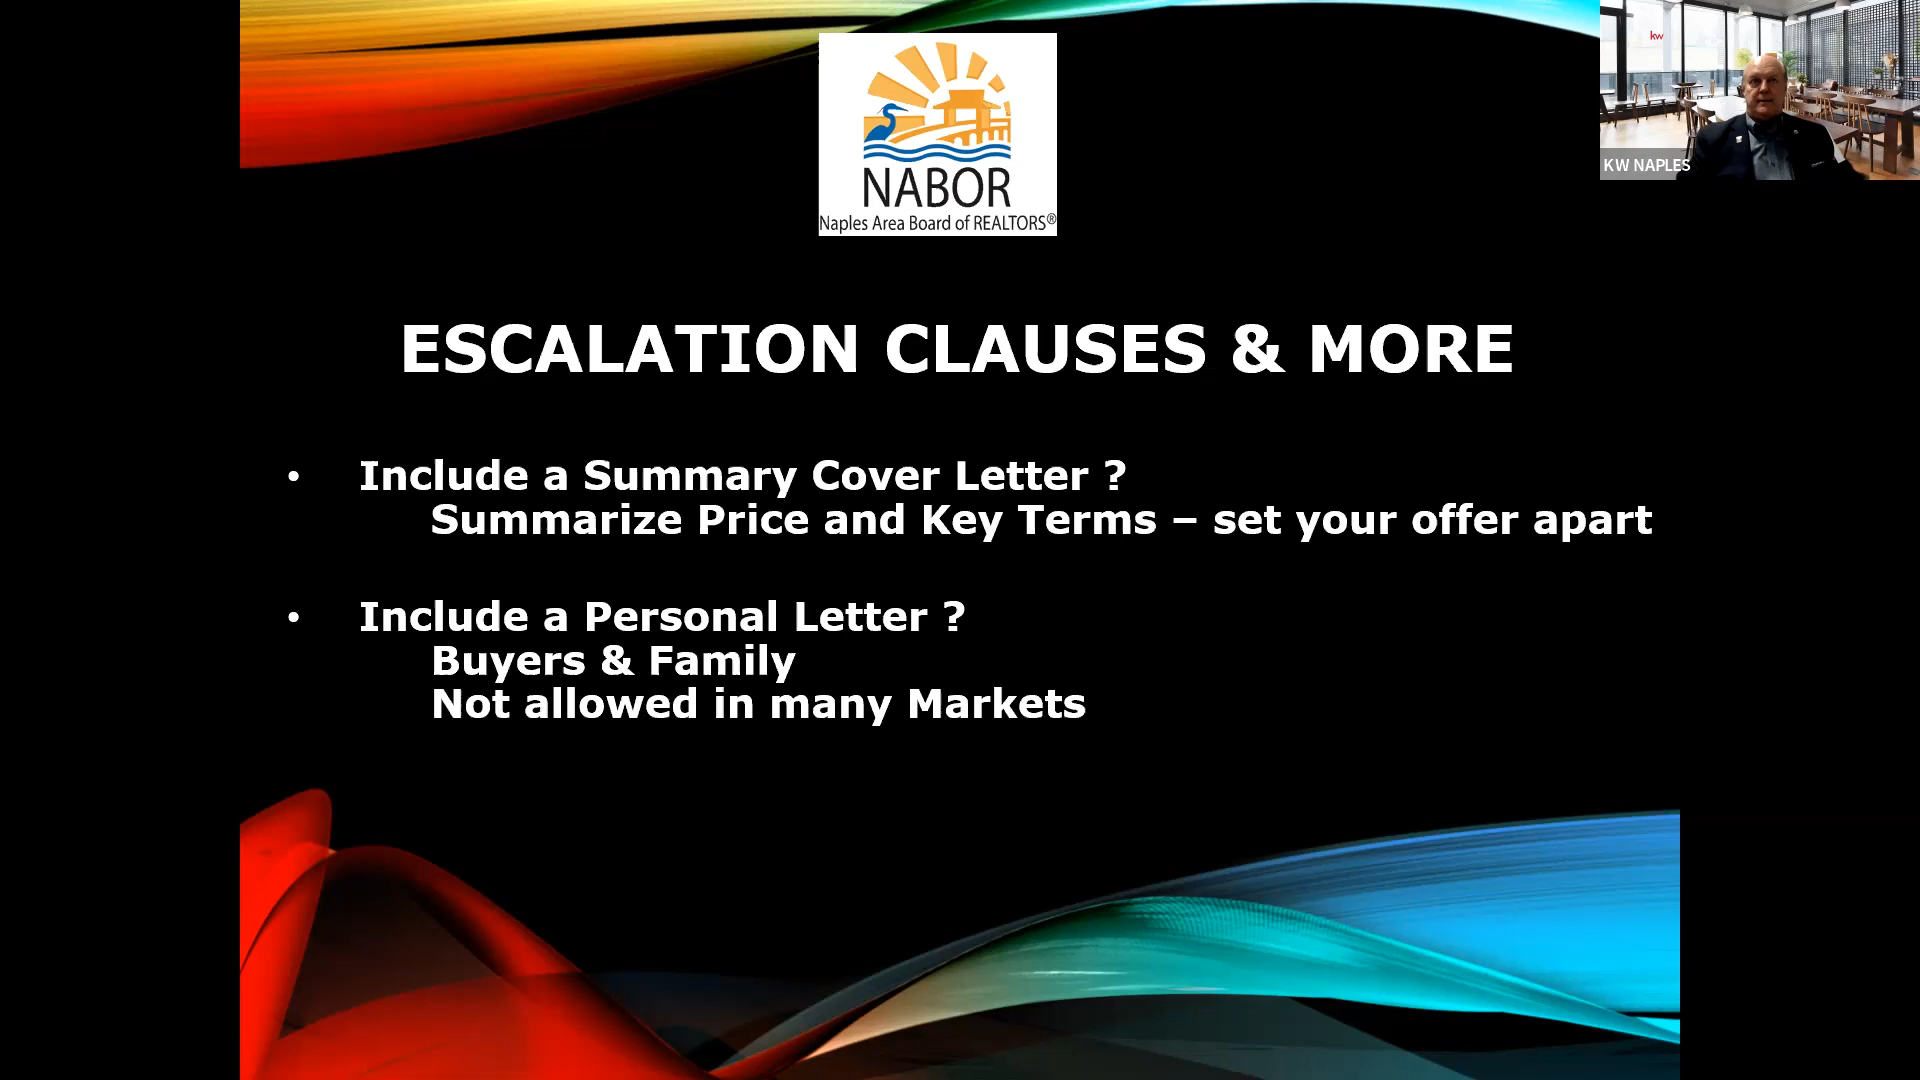 NABOR
Naples Area Board of REALTORS®
kw
KW NAPLES
ESCALATION CLAUSES & MORE
• Include a Summary Cover Letter ?
Summarize Price and Key Terms – set your offer apart
• Include a Personal Letter ?
Buyers & Family
Not allowed in many Markets